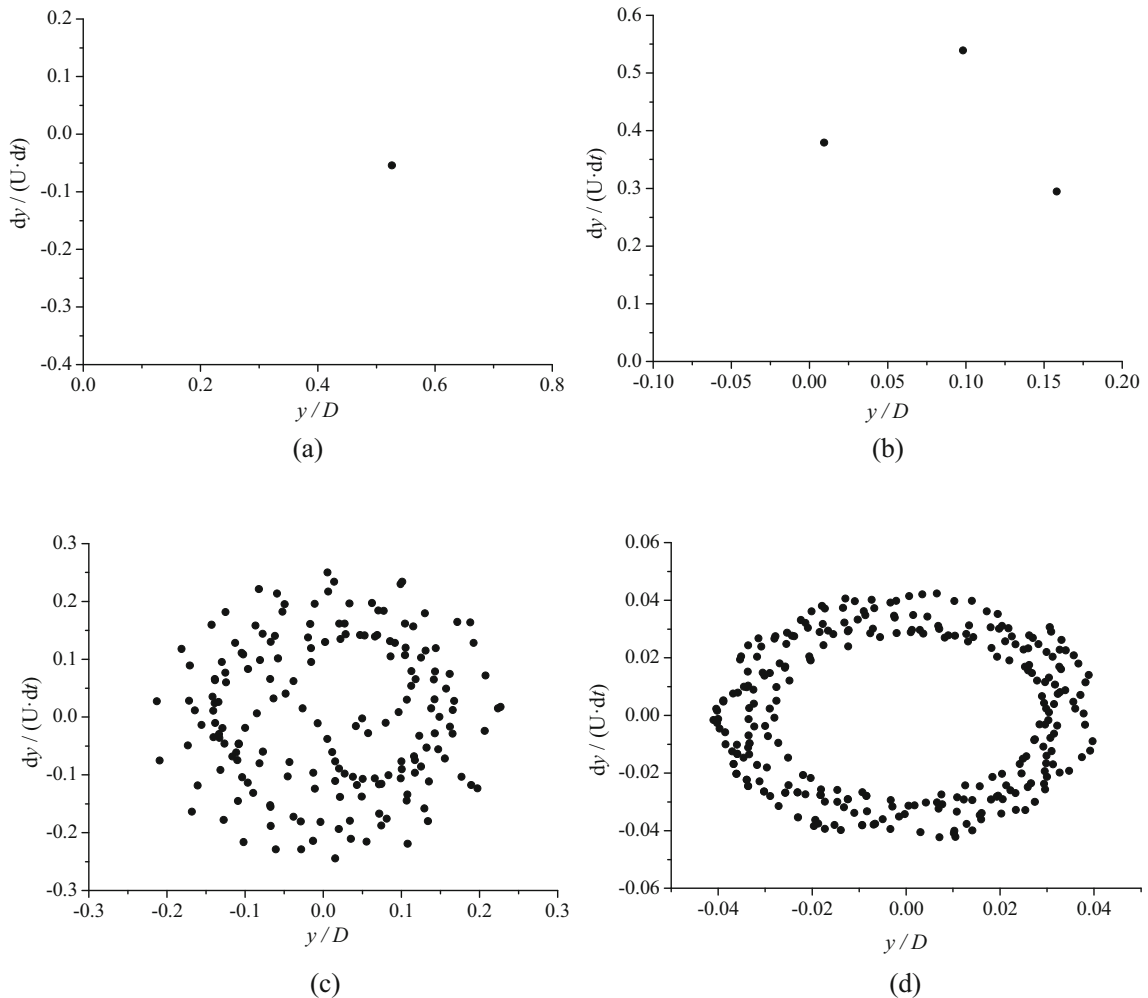 0.2
0.1
0.0
-0.1
-0.2
-0.3
-0.4
dy / (U·dt)
0.0 0.2 0.4 0.6 0.8
y / D
(a)
0.6
0.5
0.4
0.3
0.2
0.1
0.0
dy / (U·dt)
-0.10 -0.05 0.00 0.05 0.10 0.15 0.20
y / D
(b)
0.3
0.2
0.1
0.0
-0.1
-0.2
-0.3
dy / (U·dt)
-0.3 -0.2 -0.1 0.0 0.1 0.2 0.3
y / D
(c)
0.06
0.04
0.02
0.00
-0.02
-0.04
-0.06
dy / (U·dt)
-0.04 -0.02 0.00 0.02 0.04
y / D
(d)